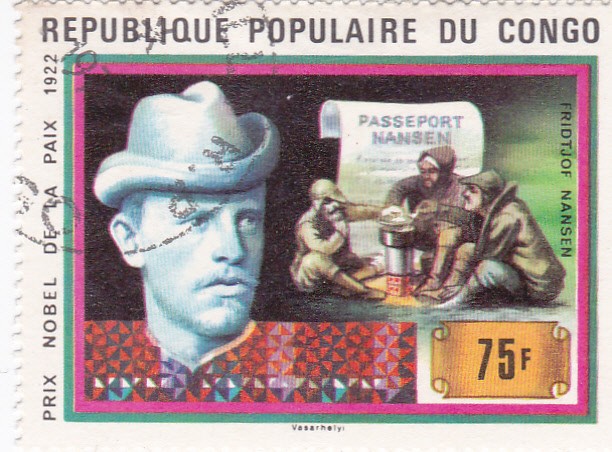 REPUBLIQUE POPULAIRE DU CONGO
PRIX NOBEL DE LA PAIX 1922
PASSEPORT
NANSEN
FRIDTJOF NANSEN
75F
Vasarhelyi